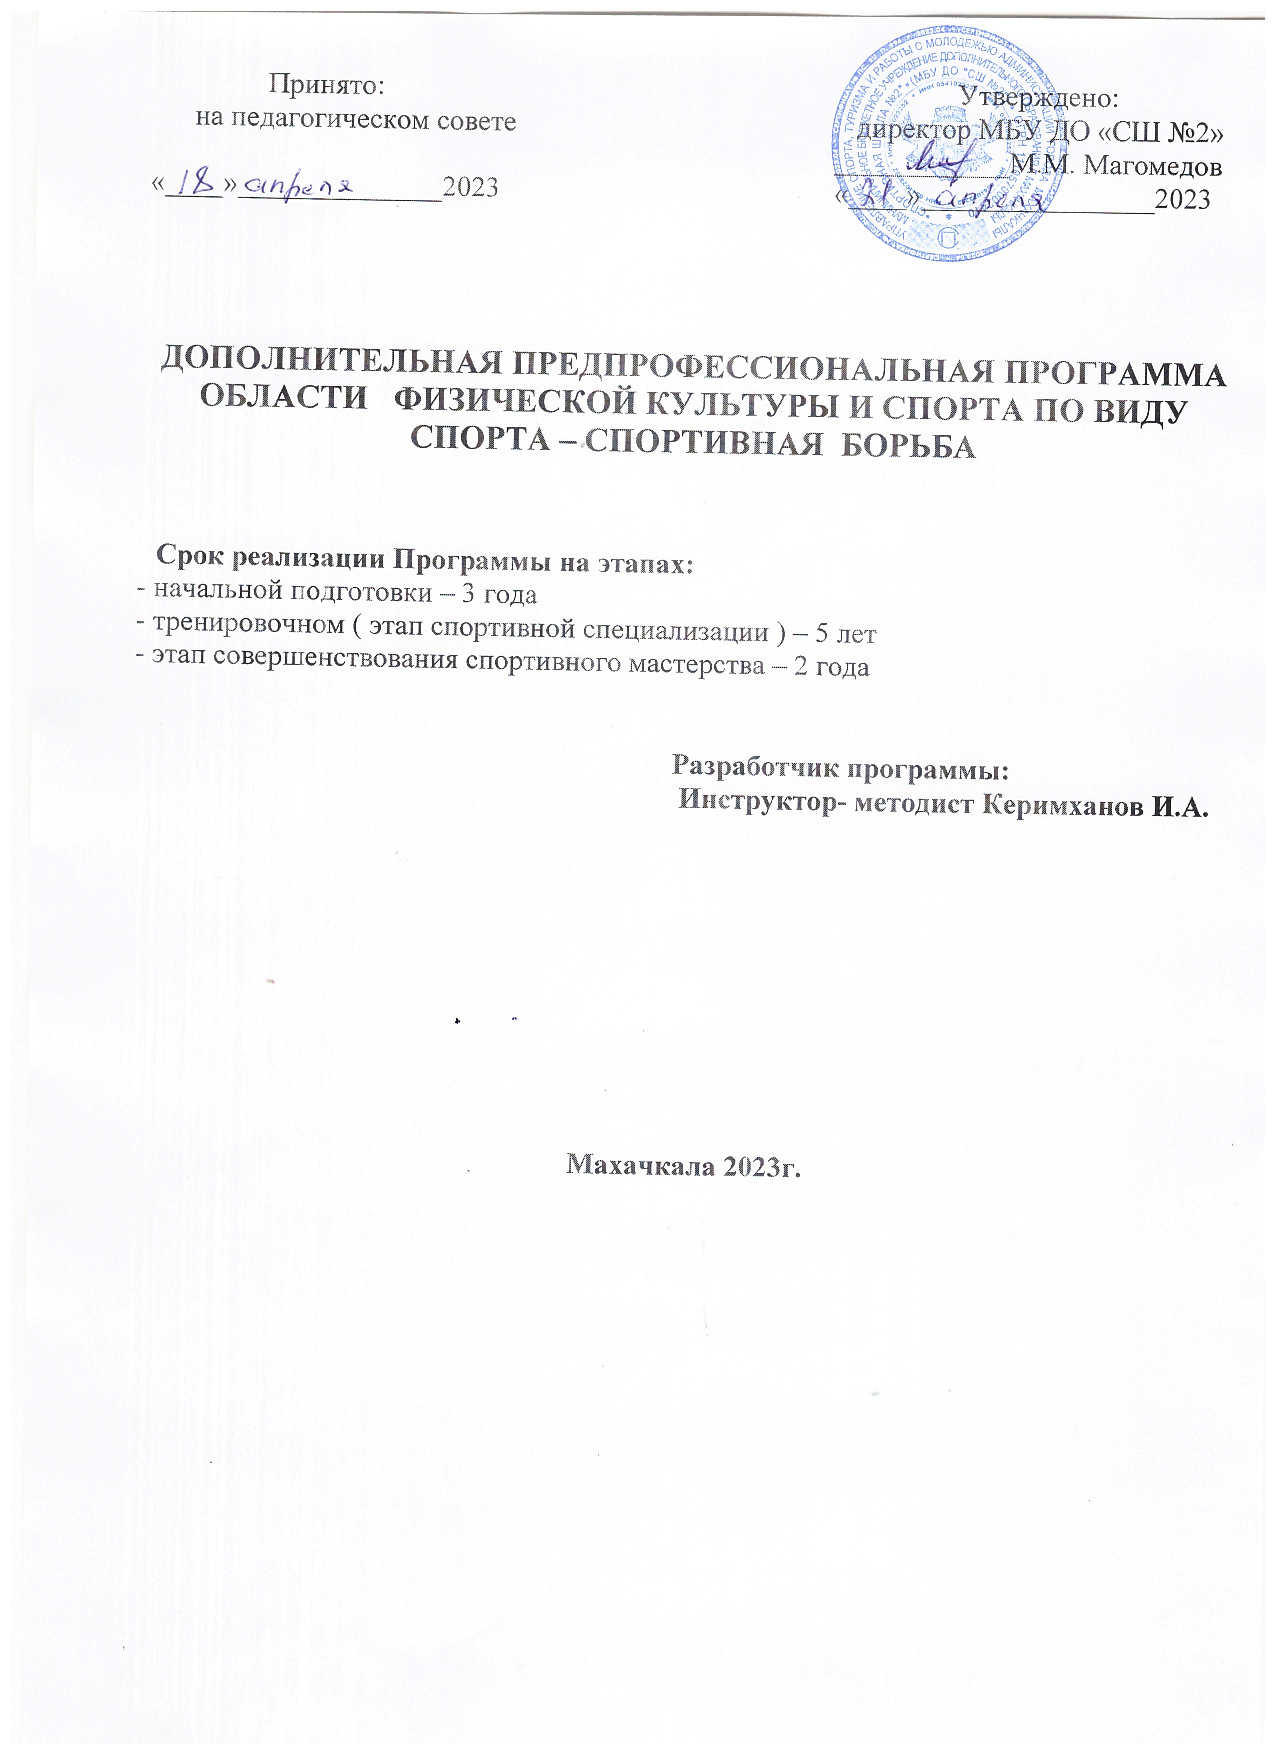 Принято:
на педагогическом совете
« 18 » апреля 2023
Утверждено:
директор МБУ ДО «СШ №2»
М.М. Магомедов
« 21 » апреля 2023
ДОПОЛНИТЕЛЬНАЯ ПРЕДПРОФЕССИОНАЛЬНАЯ ПРОГРАММА
ОБЛАСТИ ФИЗИЧЕСКОЙ КУЛЬТУРЫ И СПОРТА ПО ВИДУ
СПОРТА – СПОРТИВНАЯ БОРЬБА
Срок реализации Программы на этапах:
- начальной подготовки – 3 года
- тренировочном ( этап спортивной специализации ) – 5 лет
- этап совершенствования спортивного мастерства – 2 года
Разработчик программы:
Инструктор- методист Керимханов И.А.
Махачкала 2023г.